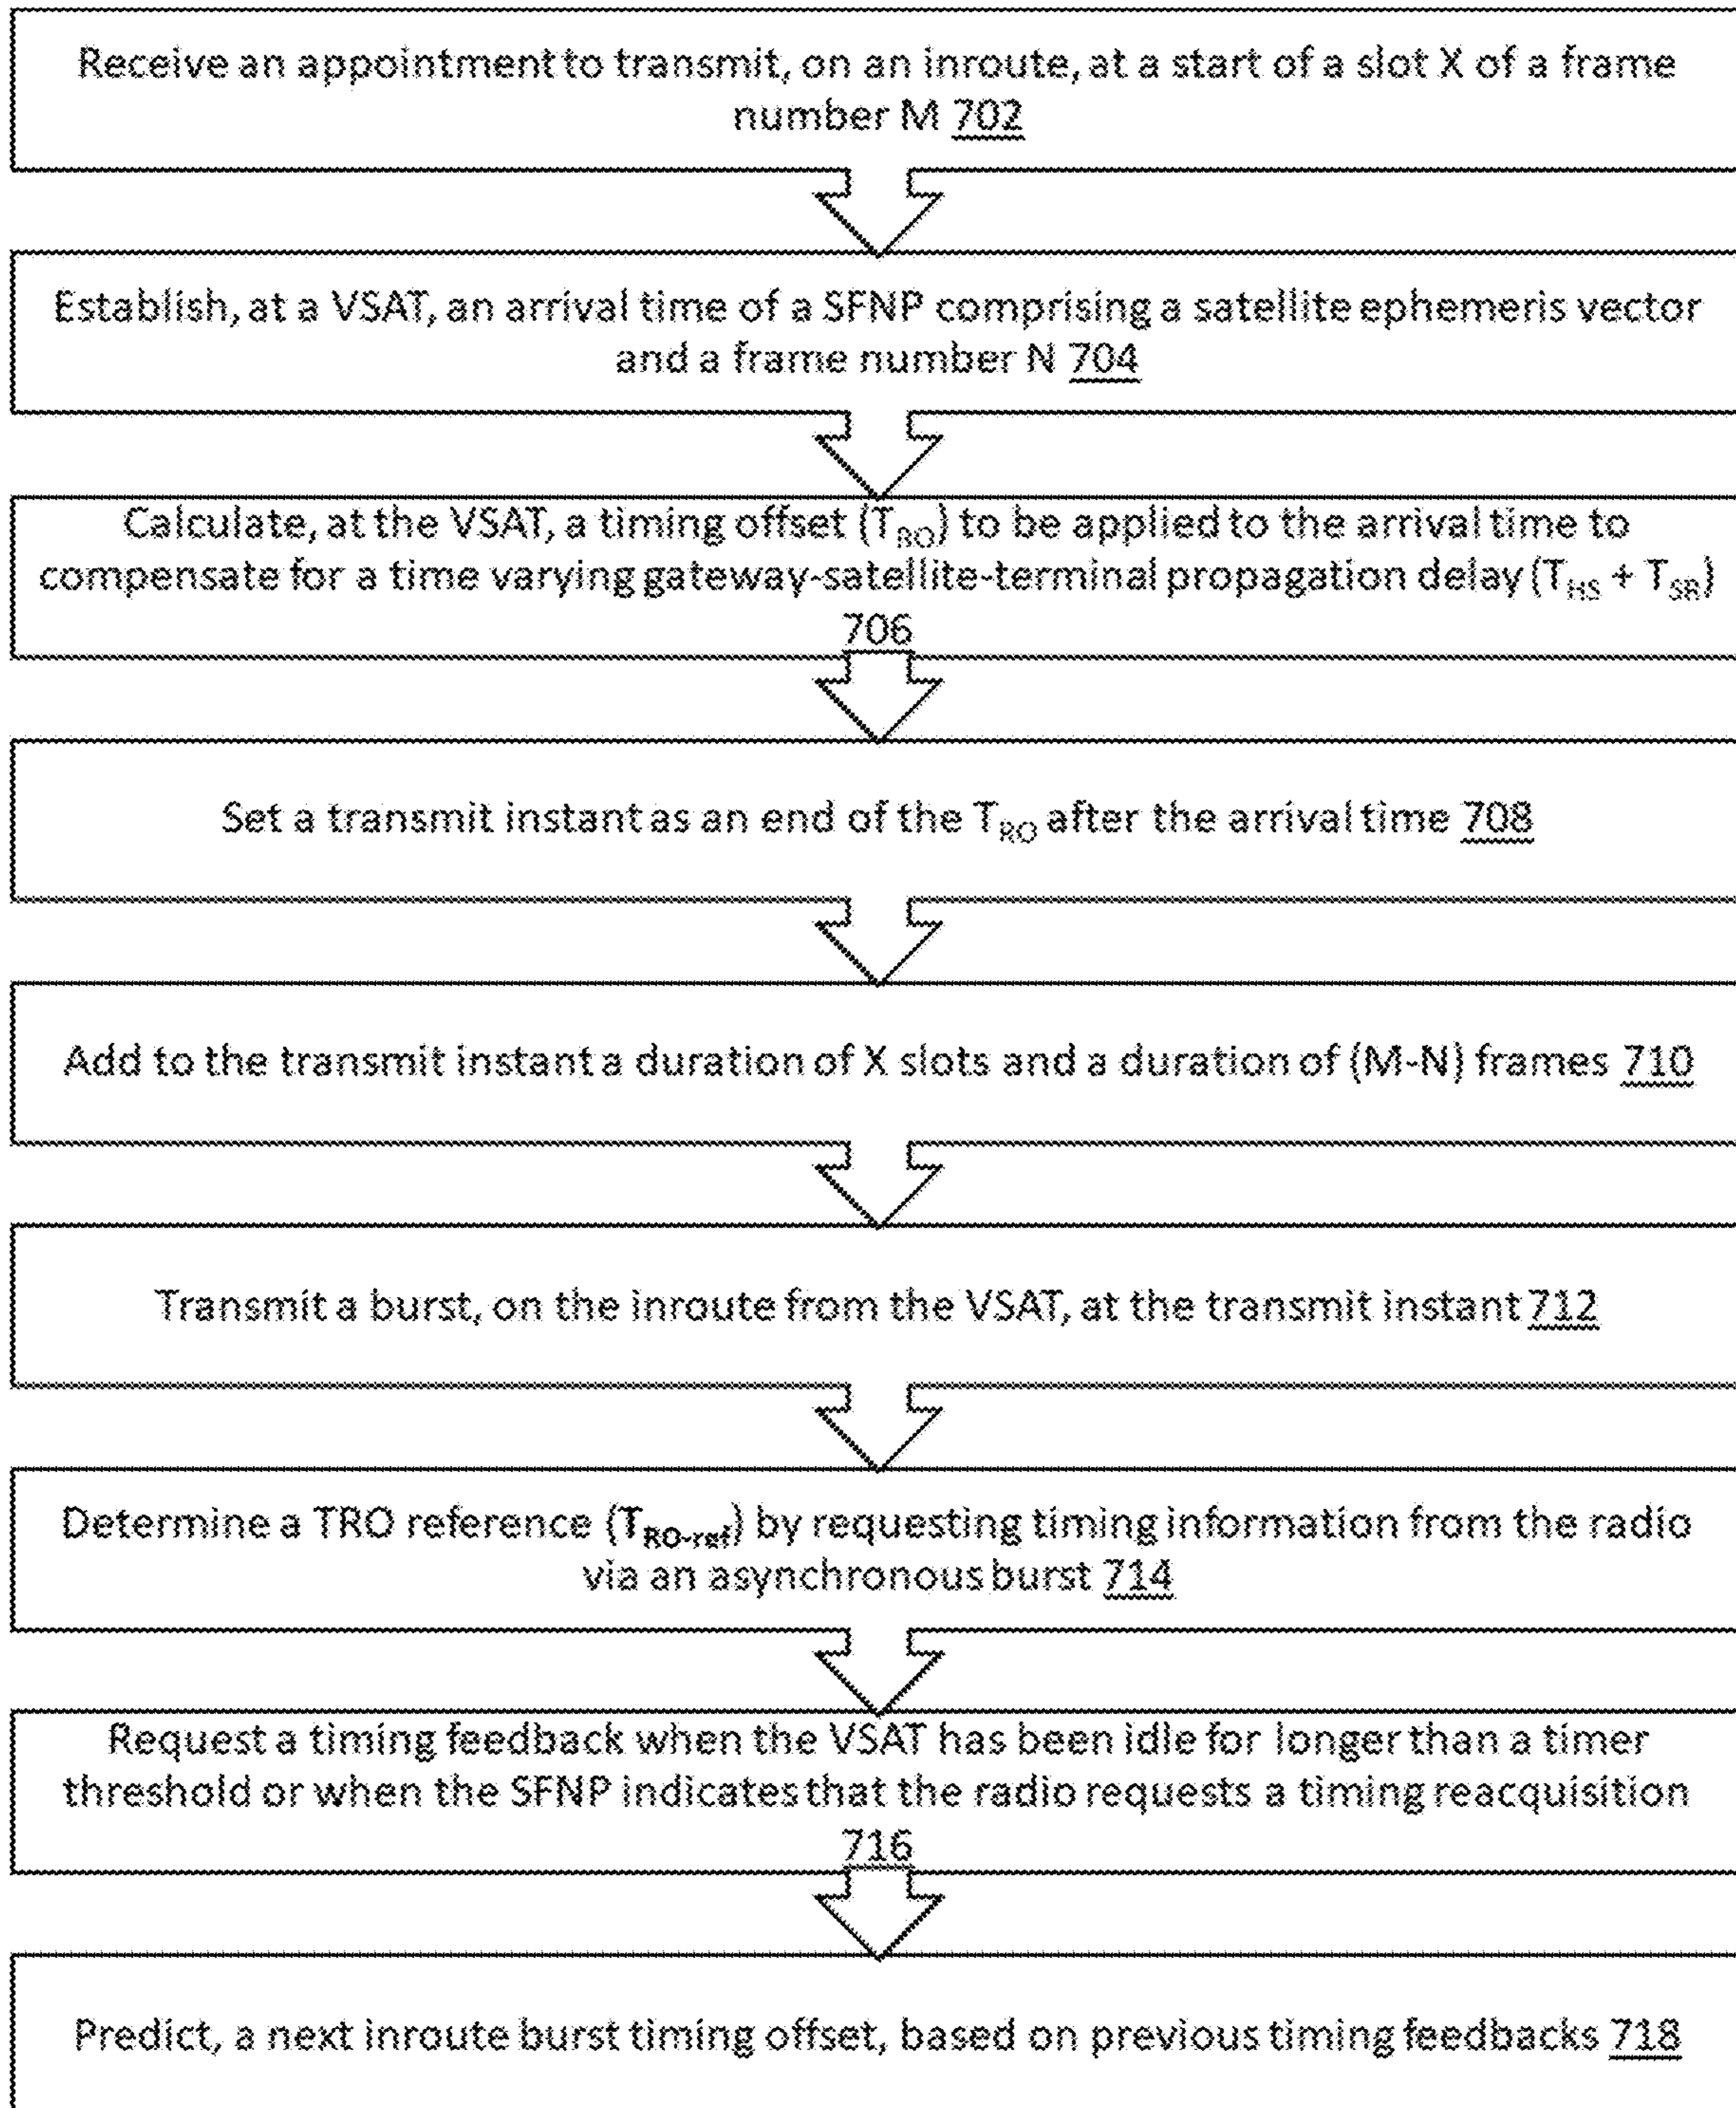 Receive an appointment to transmit, on an inroute, at a start of a slot X of a frame
number M 702
Establish, at a VSAT, an arrival time of a SFNP comprising a satellite ephemeris vector
and a frame number N 704
Calculate, at the VSAT, a timing offset (T_RO) to be applied to the arrival time to
compensate for a time varying gateway-satellite-terminal propagation delay (T_HS + T_SR)
706
Set a transmit instant as an end of the T_RO after the arrival time 708
Add to the transmit instant a duration of X slots and a duration of (M-N) frames 710
Transmit a burst, on the inroute from the VSAT, at the transmit instant 712
Determine a TRO reference (T_RO-ref) by requesting timing information from the radio
via an asynchronous burst 714
Request a timing feedback when the VSAT has been idle for longer than a timer
threshold or when the SFNP indicates that the radio requests a timing reacquisition
716
Predict, a next inroute burst timing offset, based on previous timing feedbacks 718